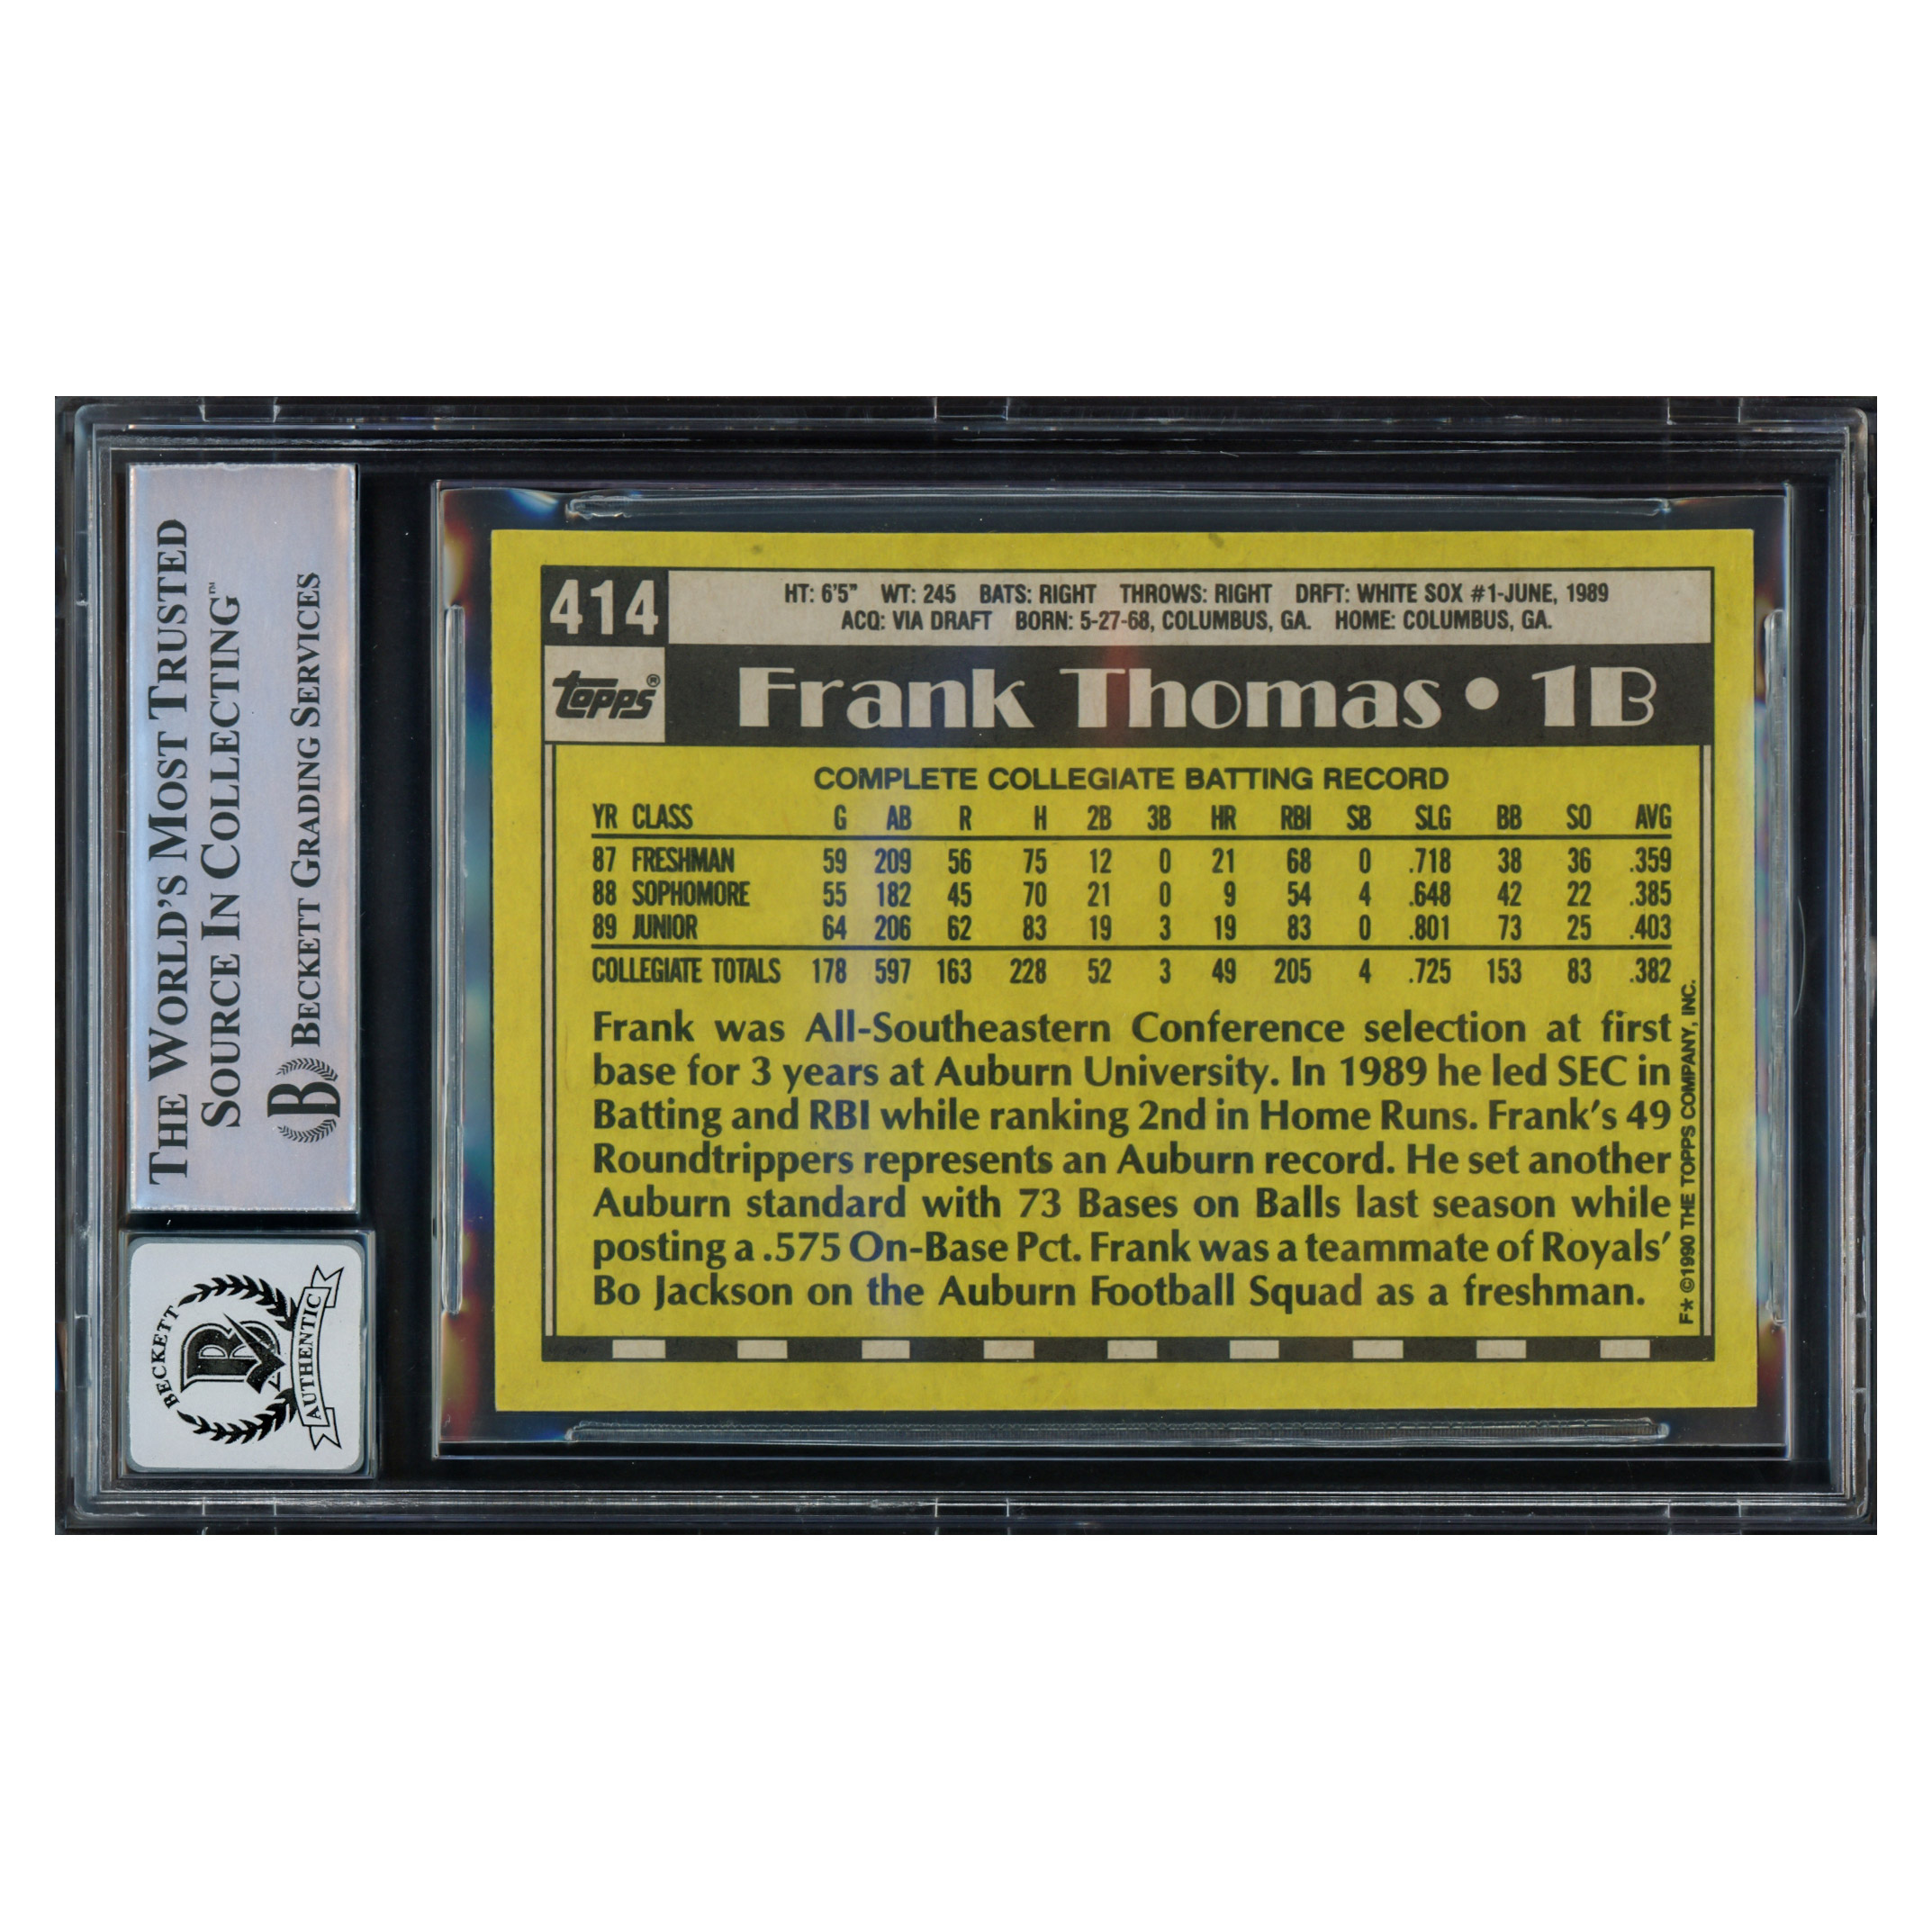 THE WORLD'S MOST TRUSTED
SOURCE IN COLLECTING™
B BECKETT GRADING SERVICES
BECKETT
B
AUTHENTIC
414 HT: 6'5" WT: 245 BATS: RIGHT THROWS: RIGHT DRFT: WHITE SOX #1-JUNE, 1989
ACQ: VIA DRAFT BORN: 5-27-68, COLUMBUS, GA. HOME: COLUMBUS, GA.
topps® Frank Thomas • 1B
COMPLETE COLLEGIATE BATTING RECORD
YR CLASS G AB R H 2B 3B HR RBI SB SLG BB SO AVG
87 FRESHMAN 59 209 56 75 12 0 21 68 0 .718 38 36 .359
88 SOPHOMORE 55 182 45 70 21 0 9 54 4 .648 42 22 .385
89 JUNIOR 64 206 62 83 19 3 19 83 0 .801 73 25 .403
COLLEGIATE TOTALS 178 597 163 228 52 3 49 205 4 .725 153 83 .382
Frank was All-Southeastern Conference selection at first
base for 3 years at Auburn University. In 1989 he led SEC in
Batting and RBI while ranking 2nd in Home Runs. Frank's 49
Roundtrippers represents an Auburn record. He set another
Auburn standard with 73 Bases on Balls last season while
posting a .575 On-Base Pct. Frank was a teammate of Royals'
Bo Jackson on the Auburn Football Squad as a freshman.
F* ©1990 THE TOPPS COMPANY, INC.